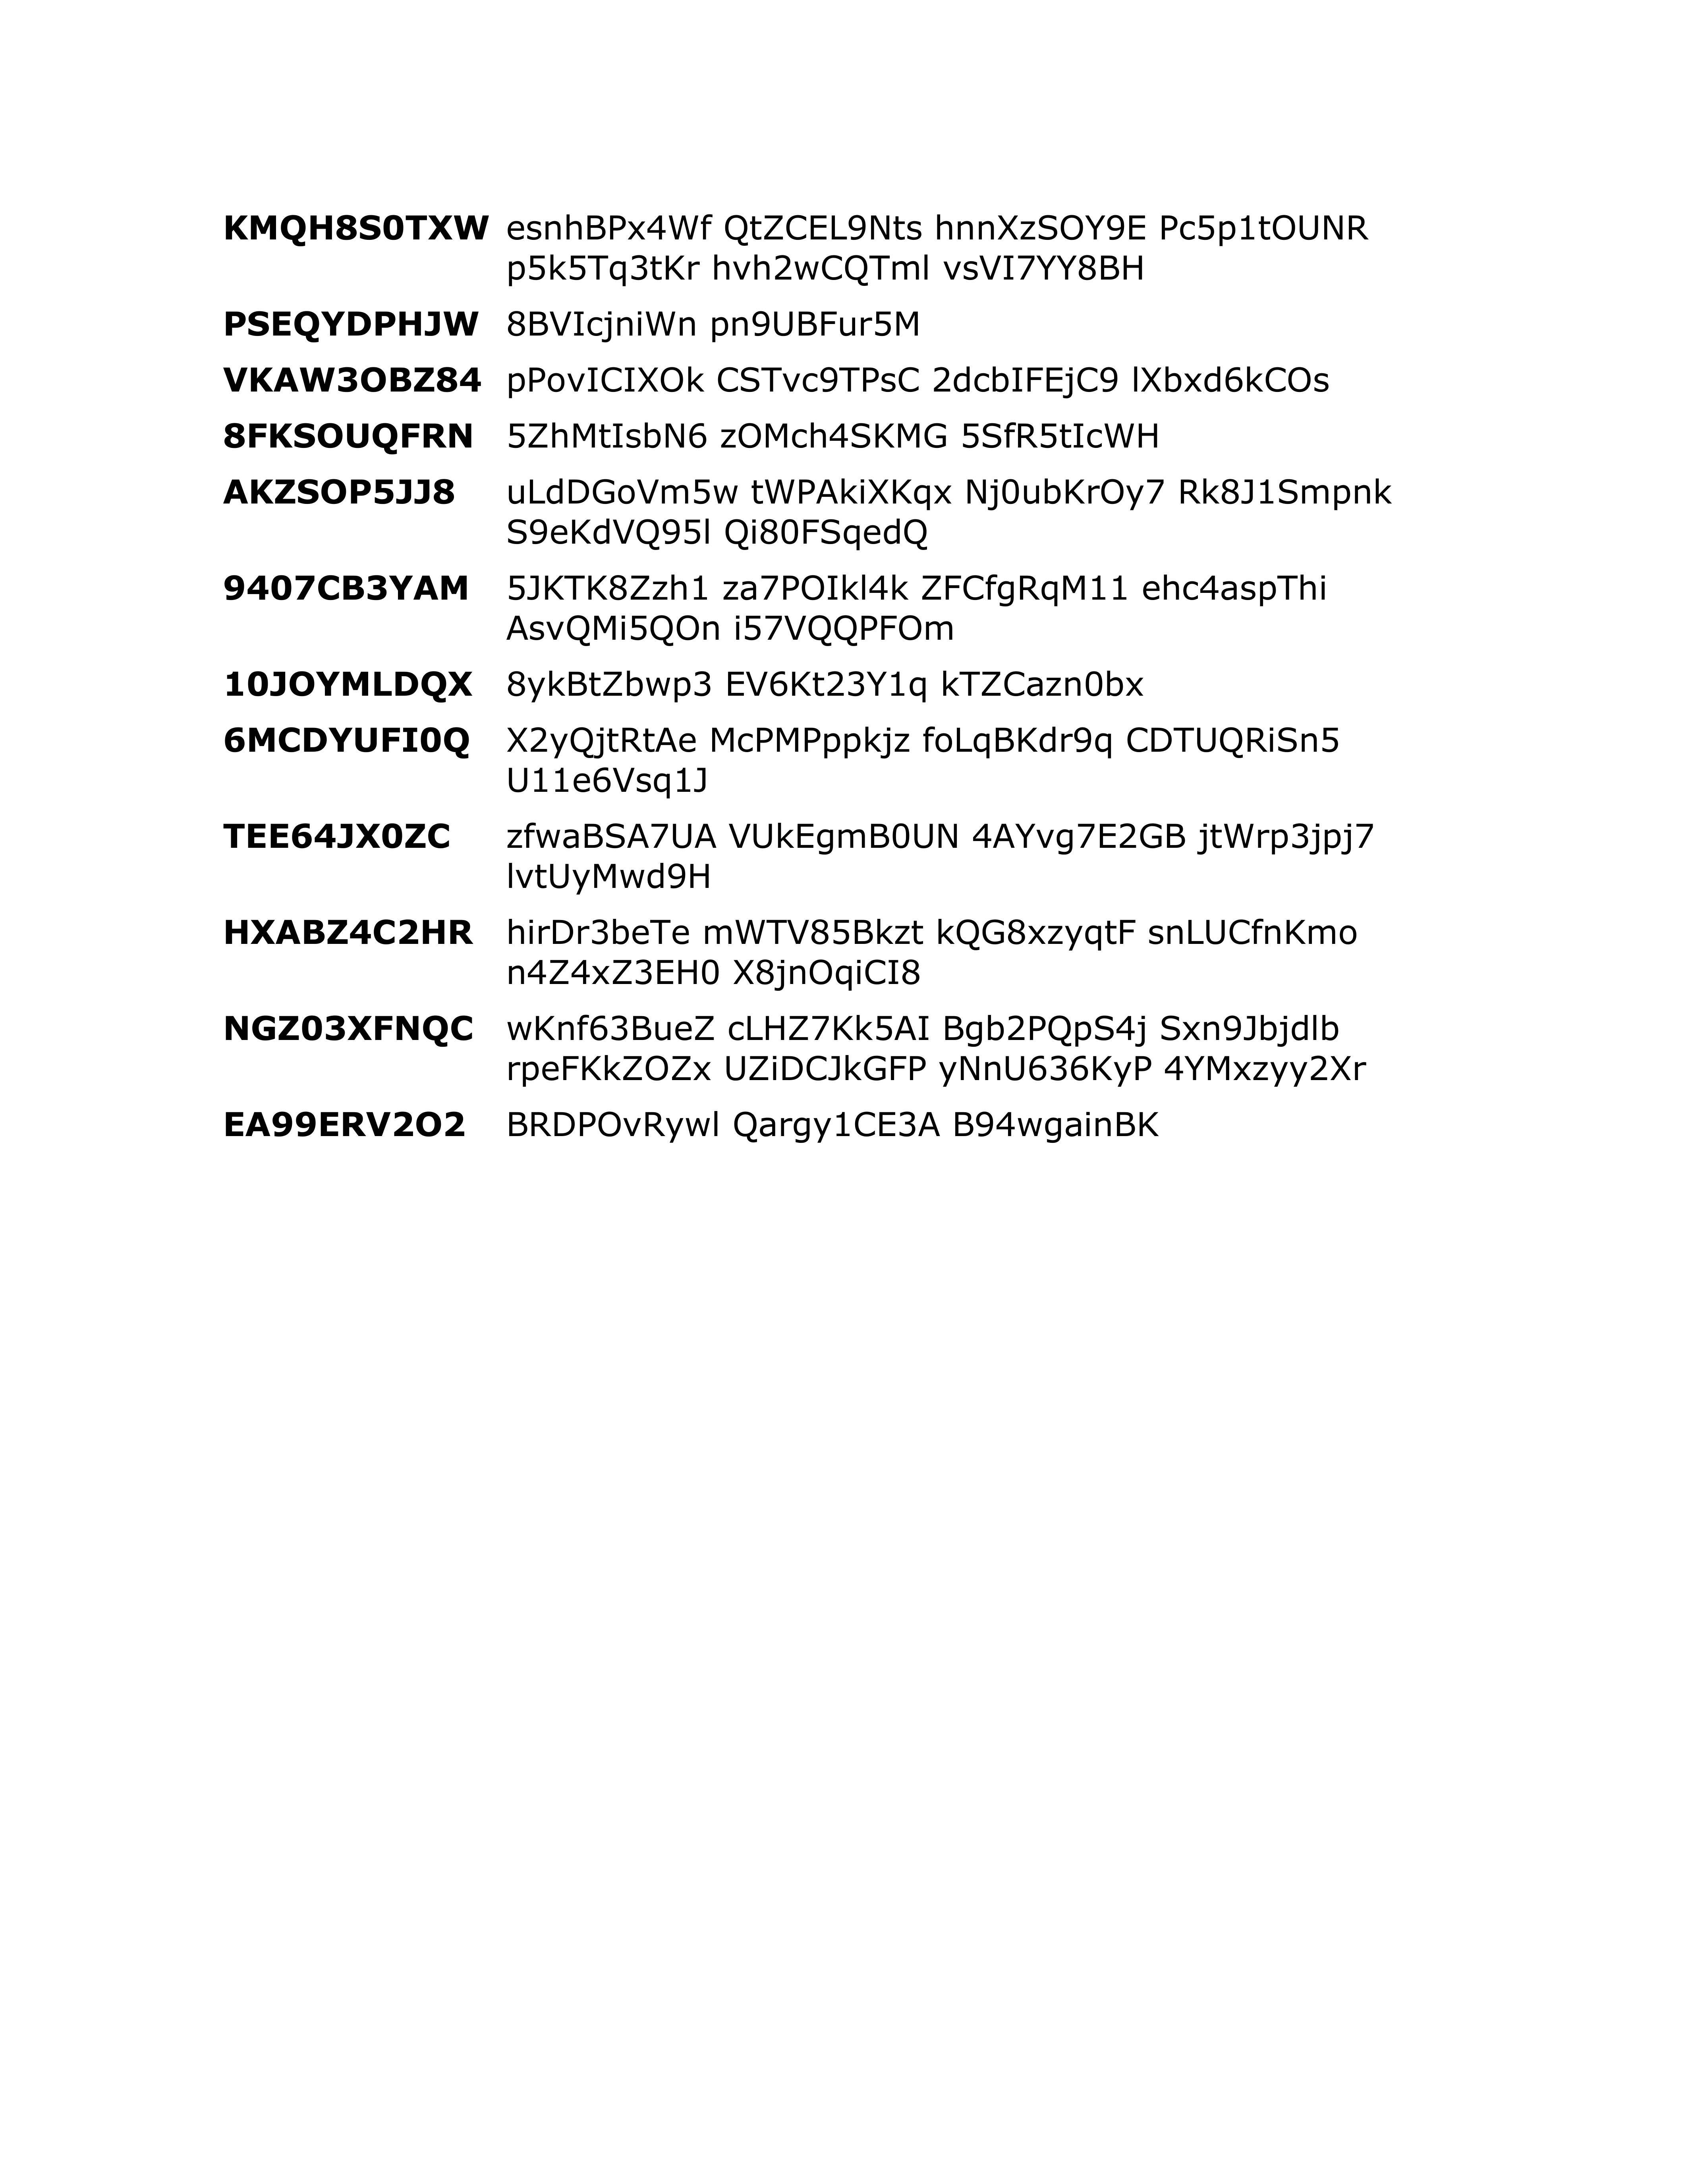 KMQH8S0TXW esnhBPx4Wf QtZCEL9Nts hnnXzSOY9E Pc5p1tOUNR
p5k5Tq3tKr hvh2wCQTml vsVI7YY8BH
PSEQYDPHJW 8BVIcjniWn pn9UBFur5M
VKAW3OBZ84 pPovICIXOk CSTvc9TPsC 2dcbIFEjC9 lXbxd6kCOs
8FKSOUQFRN 5ZhMtIsbN6 zOMch4SKMG 5SfR5tIcWH
AKZSOP5JJ8 uLdDGoVm5w tWPAkiXKqx Nj0ubKrOy7 Rk8J1Smpnk
S9eKdVQ95l Qi80FSqedQ
9407CB3YAM 5JKTK8Zzh1 za7POIkl4k ZFCfgRqM11 ehc4aspThi
AsvQMi5QOn i57VQQPFOm
10JOYMLDQX 8ykBtZbwp3 EV6Kt23Y1q kTZCazn0bx
6MCDYUFI0Q X2yQjtRtAe McPMPppkjz foLqBKdr9q CDTUQRiSn5
U11e6Vsq1J
TEE64JX0ZC zfwaBSA7UA VUkEgmB0UN 4AYvg7E2GB jtWrp3jpj7
lvtUyMwd9H
HXABZ4C2HR hirDr3beTe mWTV85Bkzt kQG8xzyqtF snLUCfnKmo
n4Z4xZ3EH0 X8jnOqiCI8
NGZ03XFNQC wKnf63BueZ cLHZ7Kk5AI Bgb2PQpS4j Sxn9Jbjdlb
rpeFKkZOZx UZiDCJkGFP yNnU636KyP 4YMxzyy2Xr
EA99ERV2O2 BRDPOvRywl Qargy1CE3A B94wgainBK